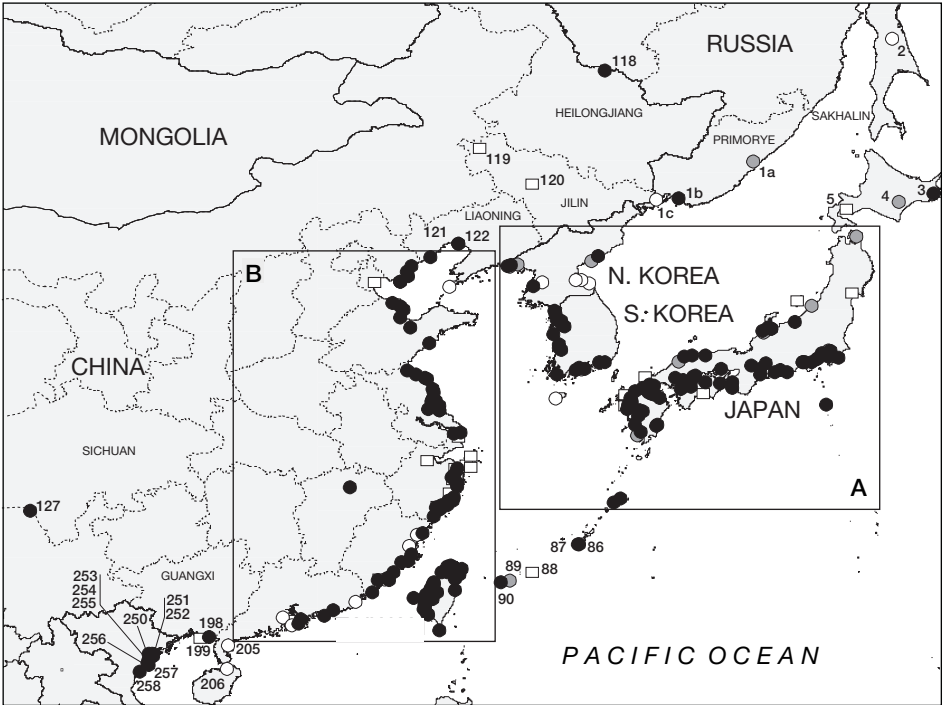 RUSSIA
2
118
HEILONGJIANG
SAKHALIN
MONGOLIA
PRIMORYE
119
1a
120
1b
3
4
JILIN
5
1c
LIAONING
121
122
B
N. KOREA
S. KOREA
CHINA
JAPAN
SICHUAN
A
127
87
86
89
88
GUANGXI
90
253
254
255
251
252
250
198
256
199
205
257
258
206
PACIFIC OCEAN